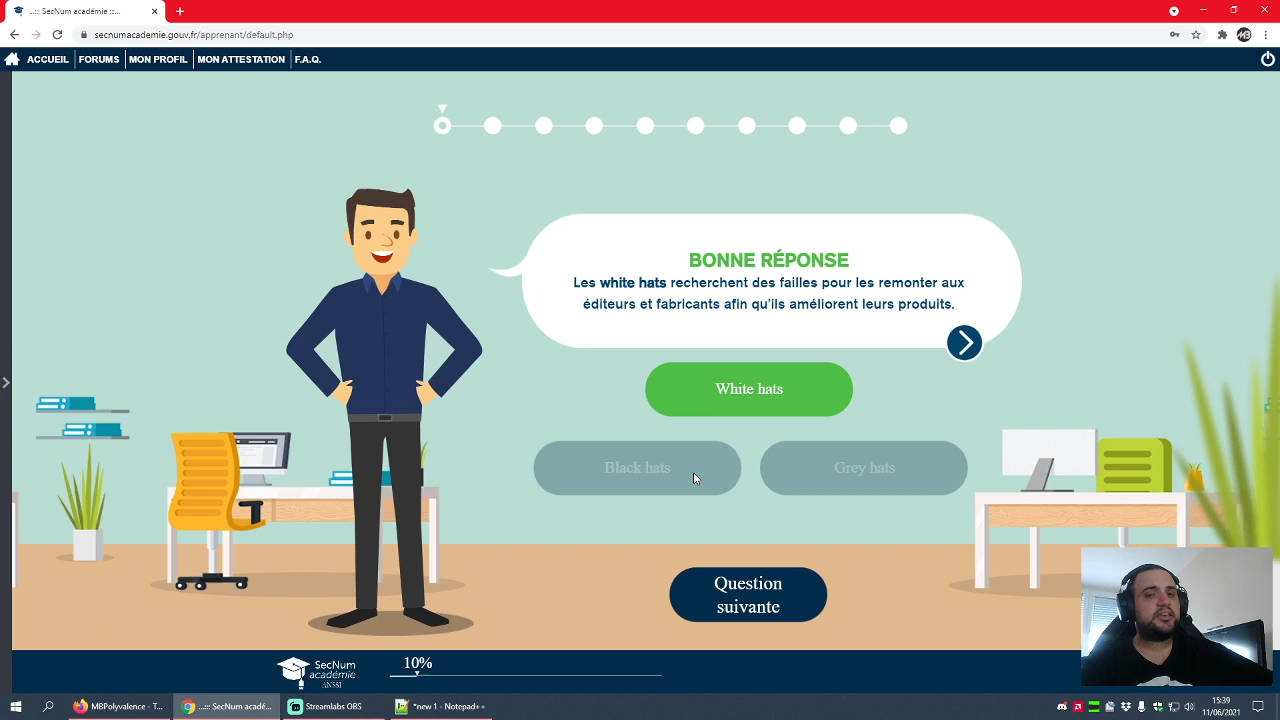 ..::: SecNum académie ::...
secnumacademie.gouv.fr/apprenant/default.php
ACCUEIL FORUMS MON PROFIL MON ATTESTATION F.A.Q.
BONNE RÉPONSE
Les white hats recherchent des failles pour les remonter aux
éditeurs et fabricants afin qu'ils améliorent leurs produits.
White hats
Black hats Grey hats
Question
suivante
SecNum
académie
ANSSI
10%
MBPolyvalence - T...
..::: SecNum acadé...
Streamlabs OBS
*new 1 - Notepad++
15:39
11/06/2021